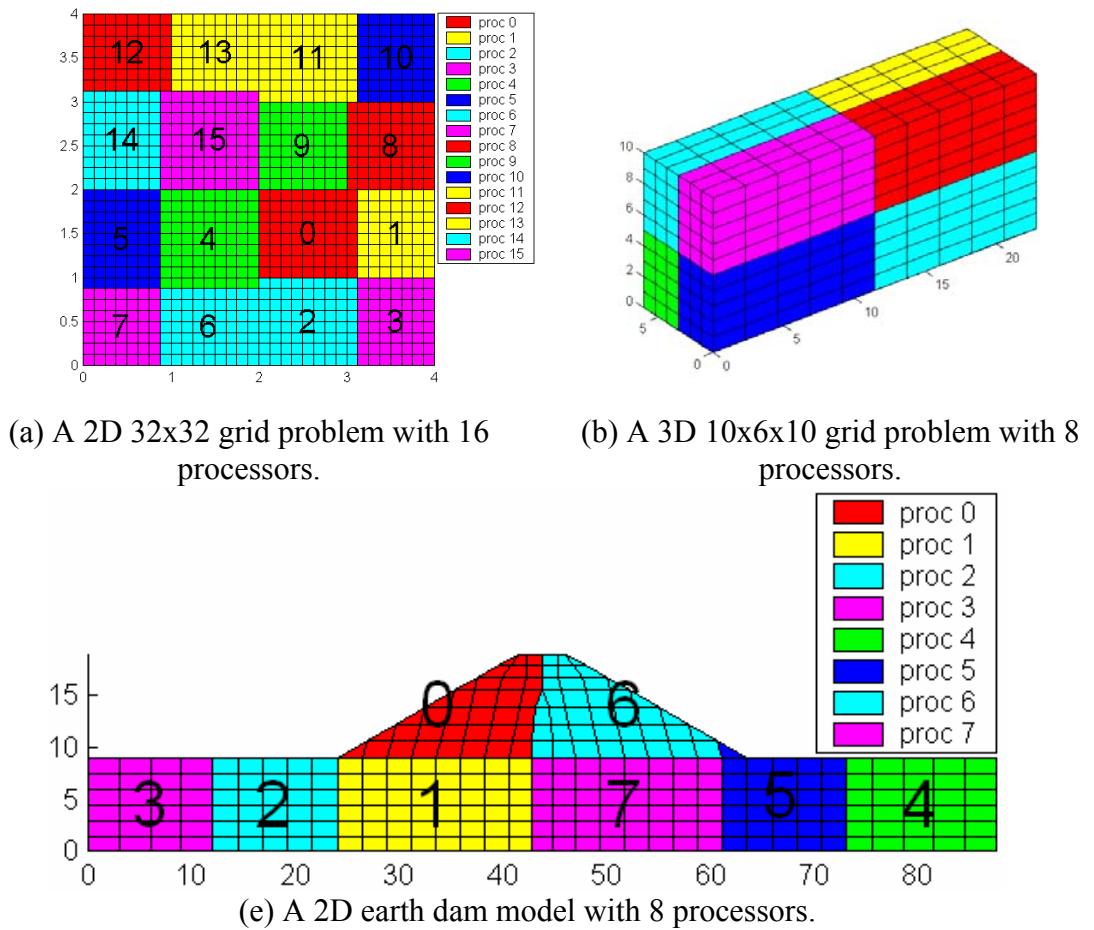 4
3.5
3
2.5
2
1.5
1
0.5
0
0 1 2 3 4
12 13 11 10
14 15 9 8
5 4 0 1
7 6 2 3
proc 0
proc 1
proc 2
proc 3
proc 4
proc 5
proc 6
proc 7
proc 8
proc 9
proc 10
proc 11
proc 12
proc 13
proc 14
proc 15
10
8
6
4
2
0
5
0
0
5
10
15
20
(a) A 2D 32x32 grid problem with 16
processors.
(b) A 3D 10x6x10 grid problem with 8
processors.
proc 0
proc 1
proc 2
proc 3
proc 4
proc 5
proc 6
proc 7
15
10
5
0
0 6
3 2 1 7 5 4
0 10 20 30 40 50 60 70 80
(e) A 2D earth dam model with 8 processors.